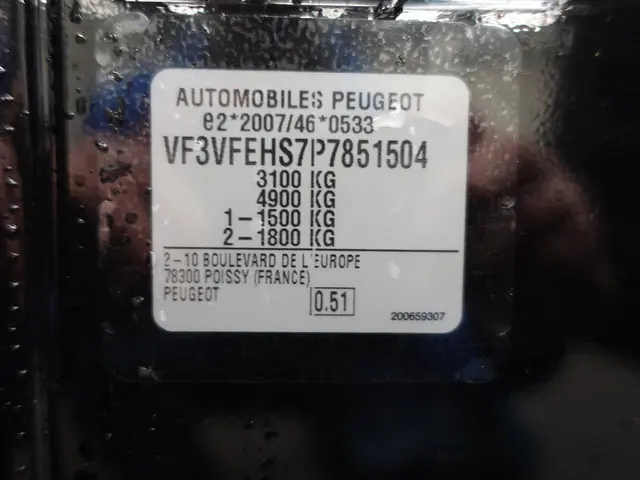 AUTOMOBILES PEUGEOT
e2*2007/46*0533
VF3VFEHS7P7851504
3100 KG
4900 KG
1-1500 KG
2-1800 KG
2-10 BOULEVARD DE L'EUROPE
78300 POISSY (FRANCE)
PEUGEOT
0.51
200659307